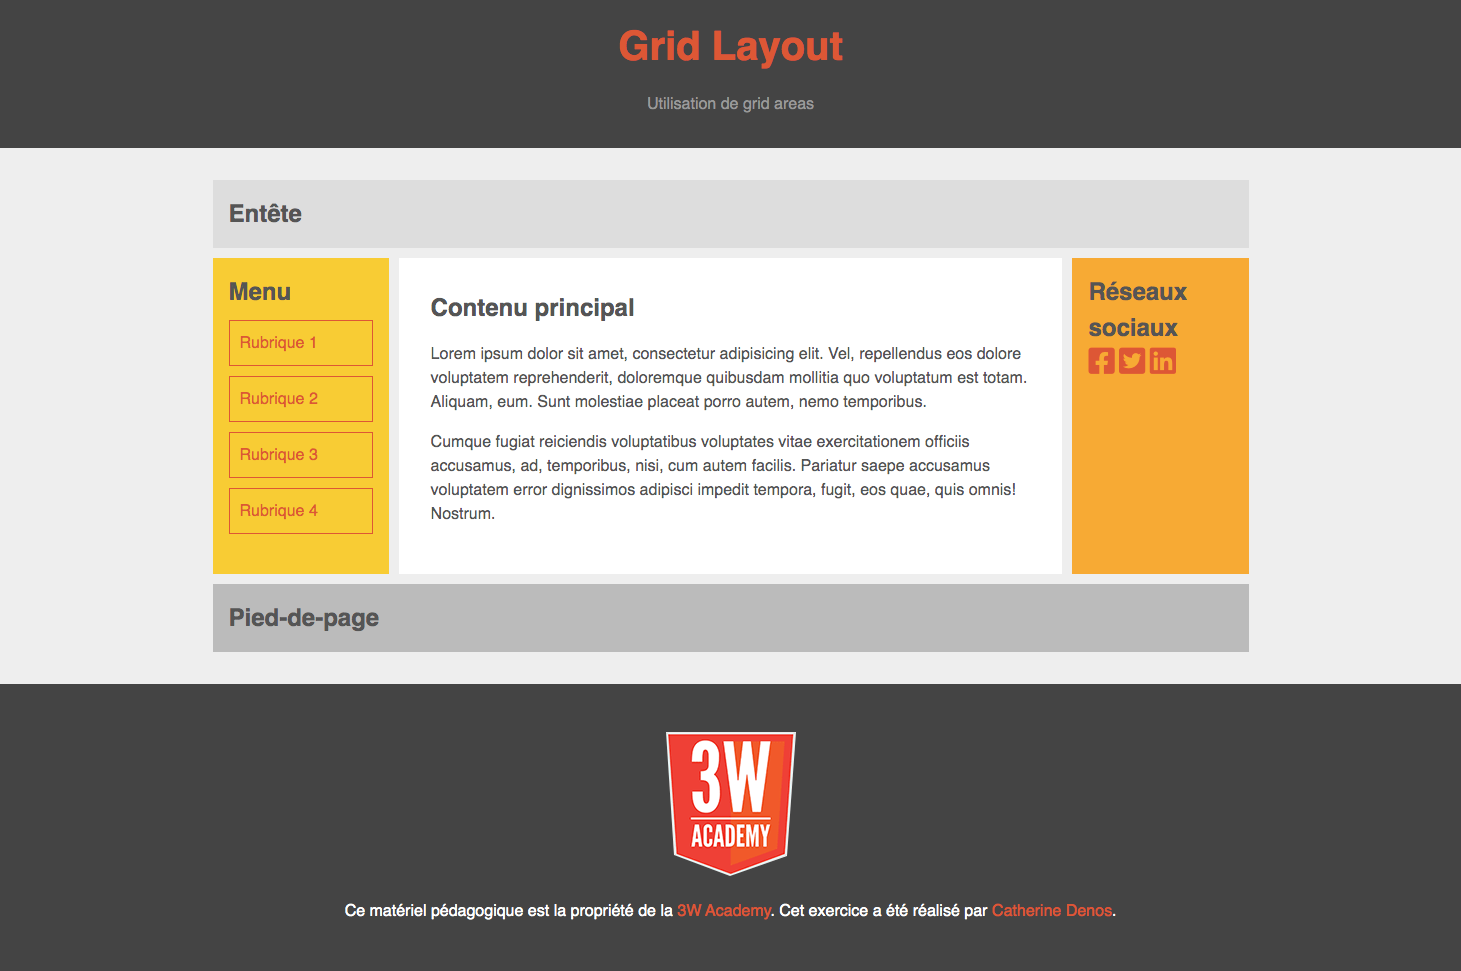 Grid Layout
Utilisation de grid areas
Entête
Menu
Rubrique 1
Rubrique 2
Rubrique 3
Rubrique 4
Contenu principal
Lorem ipsum dolor sit amet, consectetur adipisicing elit. Vel, repellendus eos dolore
voluptatem reprehenderit, doloremque quibusdam mollitia quo voluptatum est totam.
Aliquam, eum. Sunt molestiae placeat porro autem, nemo temporibus.
Cumque fugiat reiciendis voluptatibus voluptates vitae exercitationem officiis
accusamus, ad, temporibus, nisi, cum autem facilis. Pariatur saepe accusamus
voluptatem error dignissimos adipisci impedit tempora, fugit, eos quae, quis omnis!
Nostrum.
Réseaux
sociaux
Pied-de-page
3W
ACADEMY
Ce matériel pédagogique est la propriété de la 3W Academy. Cet exercice a été réalisé par Catherine Denos.